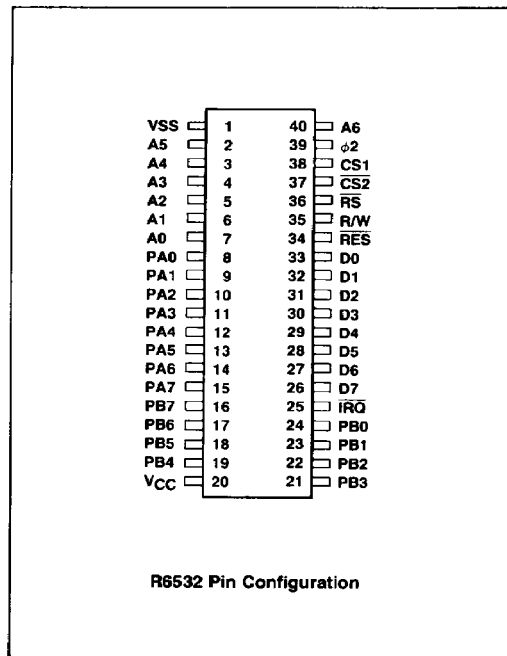 VSS 1 40 A6
A5 2 39 ϕ2
A4 3 38 CS1
A3 4 37 C̅S̅2̅
A2 5 36 R̅S̅
A1 6 35 R/W
A0 7 34 R̅E̅S̅
PA0 8 33 D0
PA1 9 32 D1
PA2 10 31 D2
PA3 11 30 D3
PA4 12 29 D4
PA5 13 28 D5
PA6 14 27 D6
PA7 15 26 D7
PB7 16 25 I̅R̅Q̅
PB6 17 24 PB0
PB5 18 23 PB1
PB4 19 22 PB2
VCC 20 21 PB3
R6532 Pin Configuration